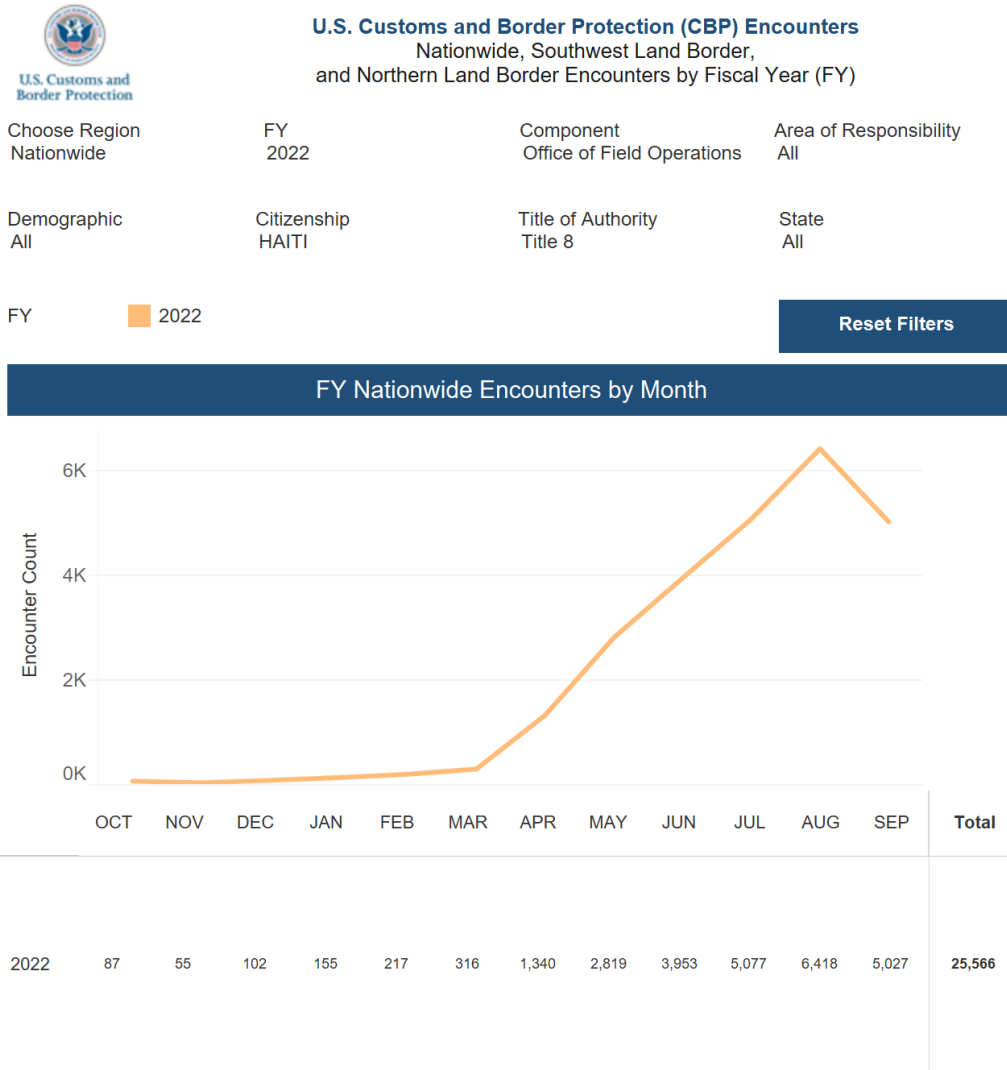 U.S. Customs and
Border Protection
U.S. Customs and Border Protection (CBP) Encounters
Nationwide, Southwest Land Border,
and Northern Land Border Encounters by Fiscal Year (FY)
Choose Region FY Component Area of Responsibility
Nationwide 2022 Office of Field Operations All
Demographic Citizenship Title of Authority State
All HAITI Title 8 All
FY 2022
Reset Filters
FY Nationwide Encounters by Month
Encounter Count
6K
4K
2K
0K
OCT NOV DEC JAN FEB MAR APR MAY JUN JUL AUG SEP Total
2022 87 55 102 155 217 316 1,340 2,819 3,953 5,077 6,418 5,027 25,566